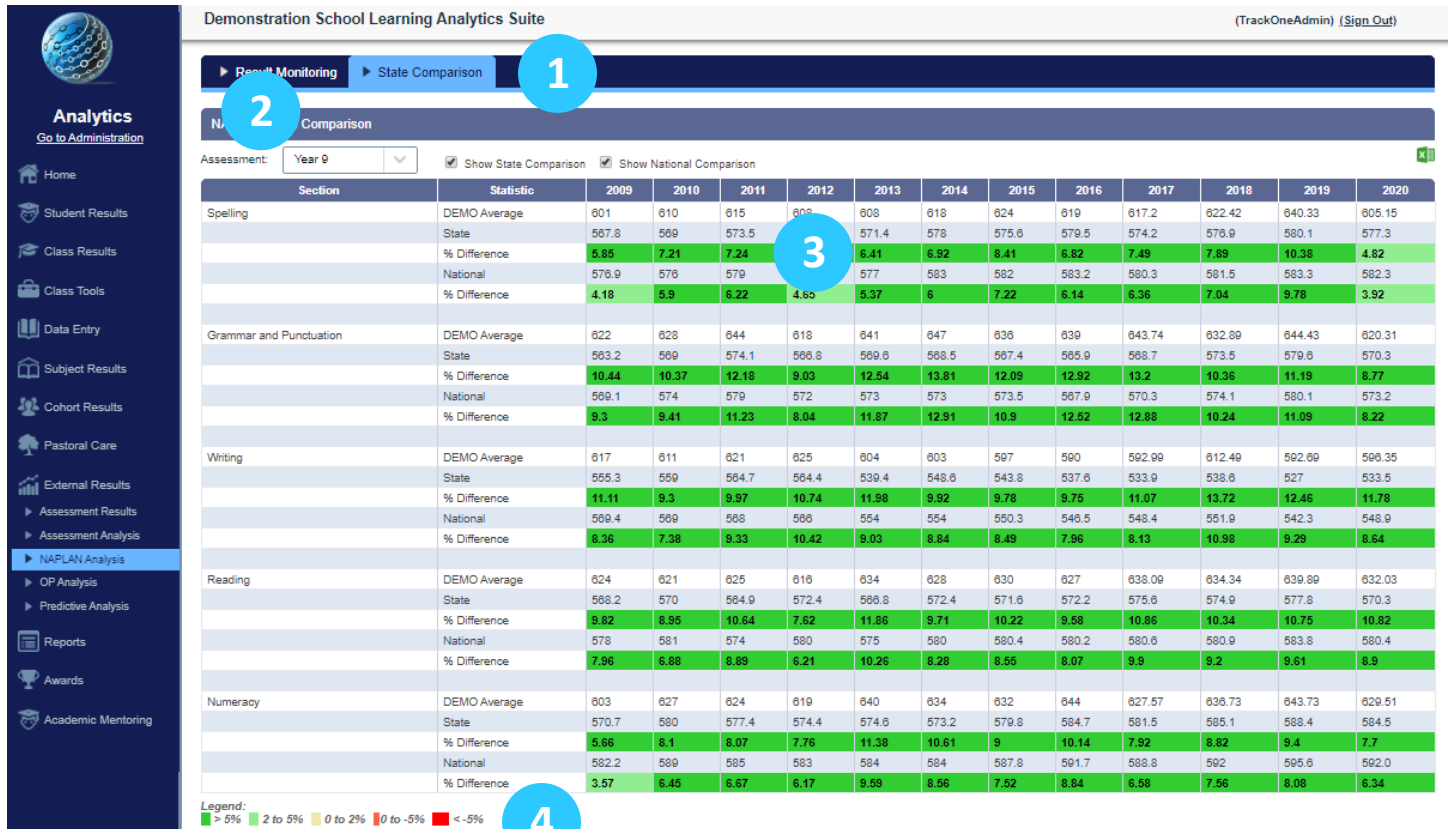 Demonstration School Learning Analytics Suite (TrackOneAdmin) (Sign Out)
Analytics
Go to Administration
Home
Student Results
Class Results
Class Tools
Data Entry
Subject Results
Cohort Results
Pastoral Care
External Results
Assessment Results
Assessment Analysis
NAPLAN Analysis
OP Analysis
Predictive Analysis
Reports
Awards
Academic Mentoring
Result Monitoring State Comparison 1
2 Comparison
Assessment: Year 9 Show State Comparison Show National Comparison
Section Statistic 2009 2010 2011 2012 2013 2014 2015 2016 2017 2018 2019 2020
Spelling DEMO Average 601 610 615 608 608 618 624 619 617.2 622.42 640.33 605.15
State 567.8 569 573.5 571.4 578 575.6 579.5 574.2 576.9 580.1 577.3
% Difference 5.85 7.21 7.24 3 6.41 6.92 8.41 6.82 7.49 7.89 10.38 4.82
National 576.9 576 579 577 583 582 583.2 580.3 581.5 583.3 582.3
% Difference 4.18 5.9 6.22 4.65 5.37 6 7.22 6.14 6.36 7.04 9.78 3.92
Grammar and Punctuation DEMO Average 622 628 644 618 641 647 636 639 643.74 632.89 644.43 620.31
State 563.2 569 574.1 566.8 569.6 568.5 567.4 565.9 568.7 573.5 579.6 570.3
% Difference 10.44 10.37 12.18 9.03 12.54 13.81 12.09 12.92 13.2 10.36 11.19 8.77
National 569.1 574 579 572 573 573 573.5 567.9 570.3 574.1 580.1 573.2
% Difference 9.3 9.41 11.23 8.04 11.87 12.91 10.9 12.52 12.88 10.24 11.09 8.22
Writing DEMO Average 617 611 621 625 604 603 597 590 592.99 612.49 592.69 596.35
State 555.3 559 564.7 564.4 539.4 548.6 543.8 537.6 533.9 538.6 527 533.5
% Difference 11.11 9.3 9.97 10.74 11.98 9.92 9.78 9.75 11.07 13.72 12.46 11.78
National 569.4 569 568 566 554 554 550.3 546.5 548.4 551.9 542.3 548.9
% Difference 8.36 7.38 9.33 10.42 9.03 8.84 8.49 7.96 8.13 10.98 9.29 8.64
Reading DEMO Average 624 621 625 616 634 628 630 627 638.09 634.34 639.89 632.03
State 568.2 570 564.9 572.4 566.8 572.4 571.6 572.2 575.6 574.9 577.8 570.3
% Difference 9.82 8.95 10.64 7.62 11.86 9.71 10.22 9.58 10.86 10.34 10.75 10.82
National 578 581 574 580 575 580 580.4 580.2 580.6 580.9 583.8 580.4
% Difference 7.96 6.88 8.89 6.21 10.26 8.28 8.55 8.07 9.9 9.2 9.61 8.9
Numeracy DEMO Average 603 627 624 619 640 634 632 644 627.57 636.73 643.73 629.51
State 570.7 580 577.4 574.4 574.6 573.2 579.8 584.7 581.5 585.1 588.4 584.5
% Difference 5.66 8.1 8.07 7.76 11.38 10.61 9 10.14 7.92 8.82 9.4 7.7
National 582.2 589 585 583 584 584 587.8 591.7 588.8 592 595.6 592.0
% Difference 3.57 6.45 6.67 6.17 9.59 8.56 7.52 8.84 6.58 7.56 8.08 6.34
Legend:
> 5% 2 to 5% 0 to 2% 0 to -5% < -5% 4